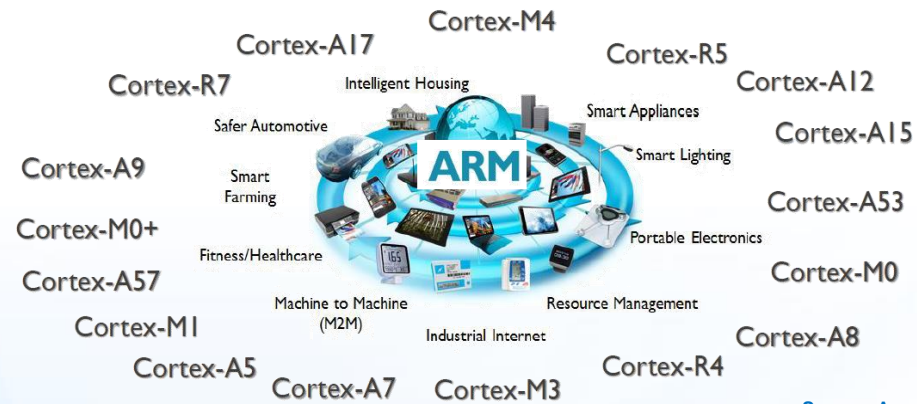 Cortex-M4
Cortex-A17
Cortex-R5
Cortex-R7
Intelligent Housing
Cortex-A12
Smart Appliances
Safer Automotive
Cortex-A15
ARM
Smart Lighting
Cortex-A9
Smart
Farming
Cortex-A53
Cortex-M0+
Portable Electronics
Fitness/Healthcare
165
Cortex-A57
Cortex-M0
Machine to Machine
(M2M)
Resource Management
Cortex-M1
Industrial Internet
Cortex-A8
Cortex-A5
Cortex-R4
Cortex-A7
Cortex-M3